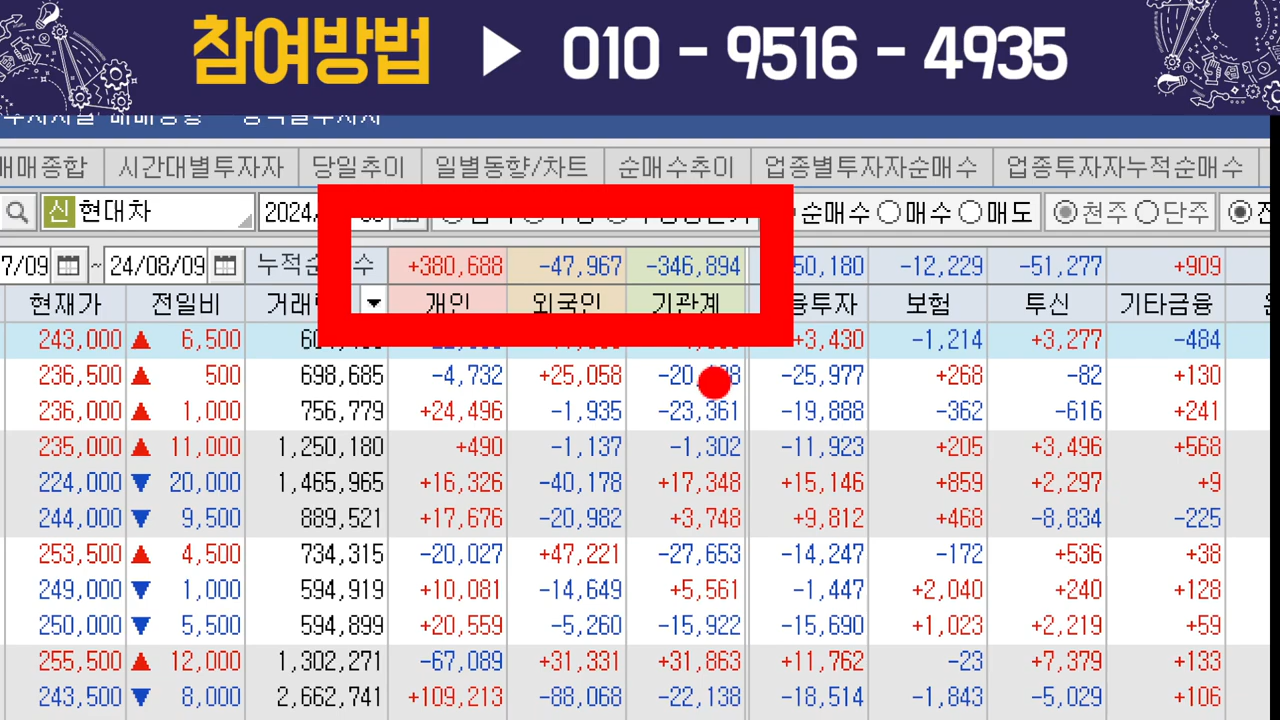 참여방법 ▶ 010 - 9516 - 4935
매매종합 시간대별투자자 당일추이 일별동향/차트 순매수추이 업종별투자자순매수 업종투자자누적순매수
신 현대차 2024, 순매수 매수 매도 천주 단주
7/09 ~ 24/08/09 누적순 수 +380,688 -47,967 -346,894 50,180 -12,229 -51,277 +909
현재가 전일비 거래 개인 외국인 기관계 투자 보험 투신 기타금융
243,000 ▲ 6,500 +3,430 -1,214 +3,277 -484
236,500 ▲ 500 698,685 -4,732 +25,058 -25,977 +268 -82 +130
236,000 ▲ 1,000 756,779 +24,496 -1,935 -23,361 -19,888 -362 -616 +241
235,000 ▲ 11,000 1,250,180 +490 -1,137 -1,302 -11,923 +205 +3,496 +568
224,000 ▼ 20,000 1,465,965 +16,326 -40,178 +17,348 +15,146 +859 +2,297 +9
244,000 ▼ 9,500 889,521 +17,676 -20,982 +3,748 +9,812 +468 -8,834 -225
253,500 ▲ 4,500 734,315 -20,027 +47,221 -27,653 -14,247 -172 +536 +38
249,000 ▼ 1,000 594,919 +10,081 -14,649 +5,561 -1,447 +2,040 +240 +128
250,000 ▼ 5,500 594,899 +20,559 -5,260 -15,922 -15,690 +1,023 +2,219 +59
255,500 ▲ 12,000 1,302,271 -67,089 +31,331 +31,863 +11,762 -23 +7,379 +133
243,500 ▼ 8,000 2,662,741 +109,213 -88,068 -22,138 -18,514 -1,843 -5,029 +106